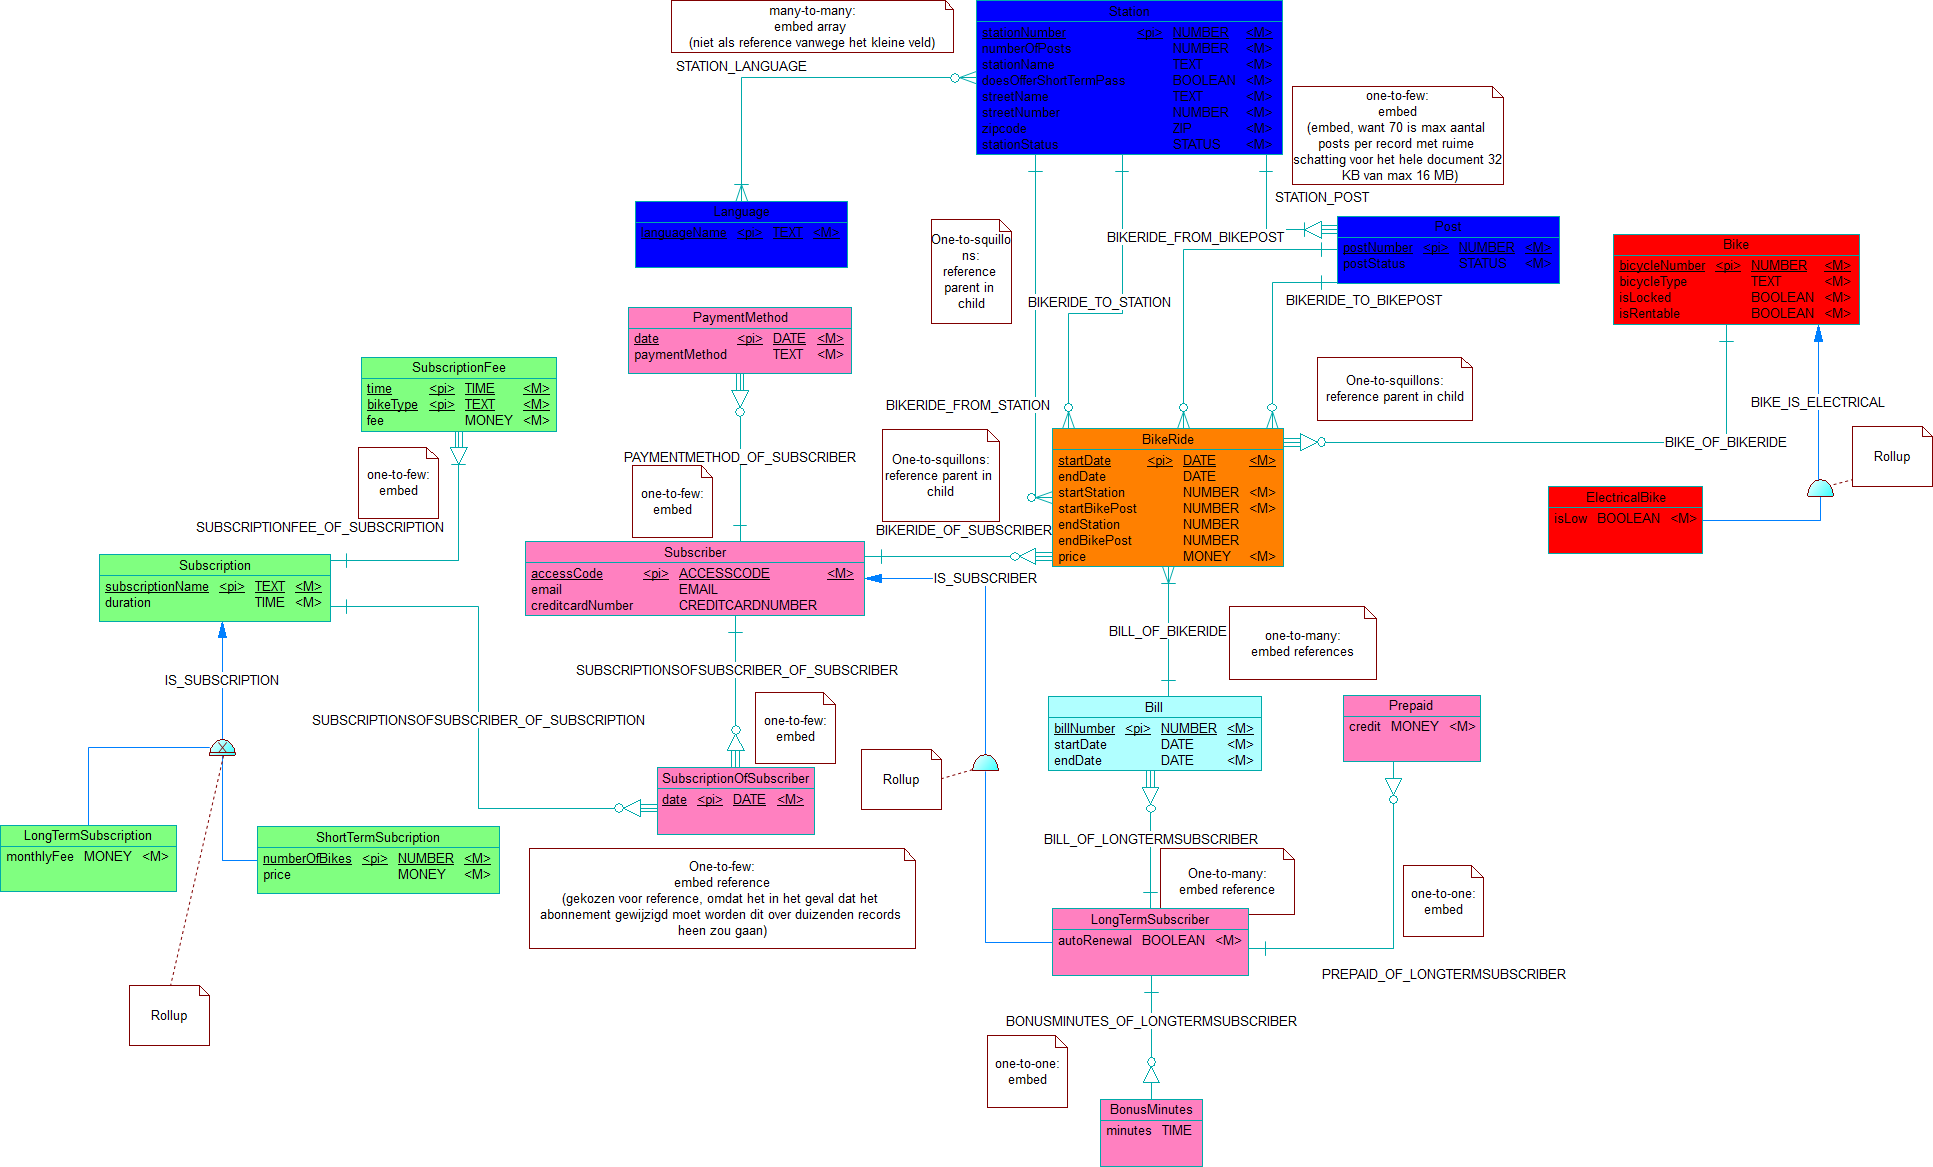 many-to-many:
embed array
(niet als reference vanwege het kleine veld)
STATION_LANGUAGE
Station
stationNumber <pi> NUMBER <M>
numberOfPosts NUMBER <M>
stationName TEXT <M>
doesOfferShortTermPass BOOLEAN <M>
streetName TEXT <M>
streetNumber NUMBER <M>
zipcode ZIP <M>
stationStatus STATUS <M>
one-to-few:
embed
(embed, want 70 is max aantal
posts per record met ruime
schatting voor het hele document 32
KB van max 16 MB)
STATION_POST
Language
languageName <pi> TEXT <M>
One-to-squillo
ns:
reference
parent in
child
BIKERIDE_FROM_BIKEPOST
Post
postNumber <pi> NUMBER <M>
postStatus STATUS <M>
BIKERIDE_TO_STATION
BIKERIDE_TO_BIKEPOST
Bike
bicycleNumber <pi> NUMBER <M>
bicycleType TEXT <M>
isLocked BOOLEAN <M>
isRentable BOOLEAN <M>
PaymentMethod
date <pi> DATE <M>
paymentMethod TEXT <M>
SubscriptionFee
time <pi> TIME <M>
bikeType <pi> TEXT <M>
fee MONEY <M>
One-to-squillons:
reference parent in child
BIKERIDE_FROM_STATION
BIKE_IS_ELECTRICAL
Rollup
one-to-few:
embed
PAYMENTMETHOD_OF_SUBSCRIBER
one-to-few:
embed
One-to-squillons:
reference parent in
child
BikeRide
startDate <pi> DATE <M>
endDate DATE
startStation NUMBER <M>
startBikePost NUMBER <M>
endStation NUMBER
endBikePost NUMBER
price MONEY <M>
BIKE_OF_BIKERIDE
ElectricalBike
isLow BOOLEAN <M>
SUBSCRIPTIONFEE_OF_SUBSCRIPTION
BIKERIDE_OF_SUBSCRIBER
Subscription
subscriptionName <pi> TEXT <M>
duration TIME <M>
Subscriber
accessCode <pi> ACCESSCODE <M>
email EMAIL
creditcardNumber CREDITCARDNUMBER
IS_SUBSCRIBER
BILL_OF_BIKERIDE
one-to-many:
embed references
IS_SUBSCRIPTION
SUBSCRIPTIONSOFSUBSCRIBER_OF_SUBSCRIBER
SUBSCRIPTIONSOFSUBSCRIBER_OF_SUBSCRIPTION
one-to-few:
embed
Bill
billNumber <pi> NUMBER <M>
startDate DATE <M>
endDate DATE <M>
Prepaid
credit MONEY <M>
Rollup
SubscriptionOfSubscriber
date <pi> DATE <M>
LongTermSubscription
monthlyFee MONEY <M>
ShortTermSubcription
numberOfBikes <pi> NUMBER <M>
price MONEY <M>
BILL_OF_LONGTERMSUBSCRIBER
One-to-few:
embed reference
(gekozen voor reference, omdat het in het geval dat het
abonnement gewijzigd moet worden dit over duizenden records
heen zou gaan)
One-to-many:
embed reference
one-to-one:
embed
LongTermSubscriber
autoRenewal BOOLEAN <M>
PREPAID_OF_LONGTERMSUBSCRIBER
Rollup
BONUSMINUTES_OF_LONGTERMSUBSCRIBER
one-to-one:
embed
BonusMinutes
minutes TIME